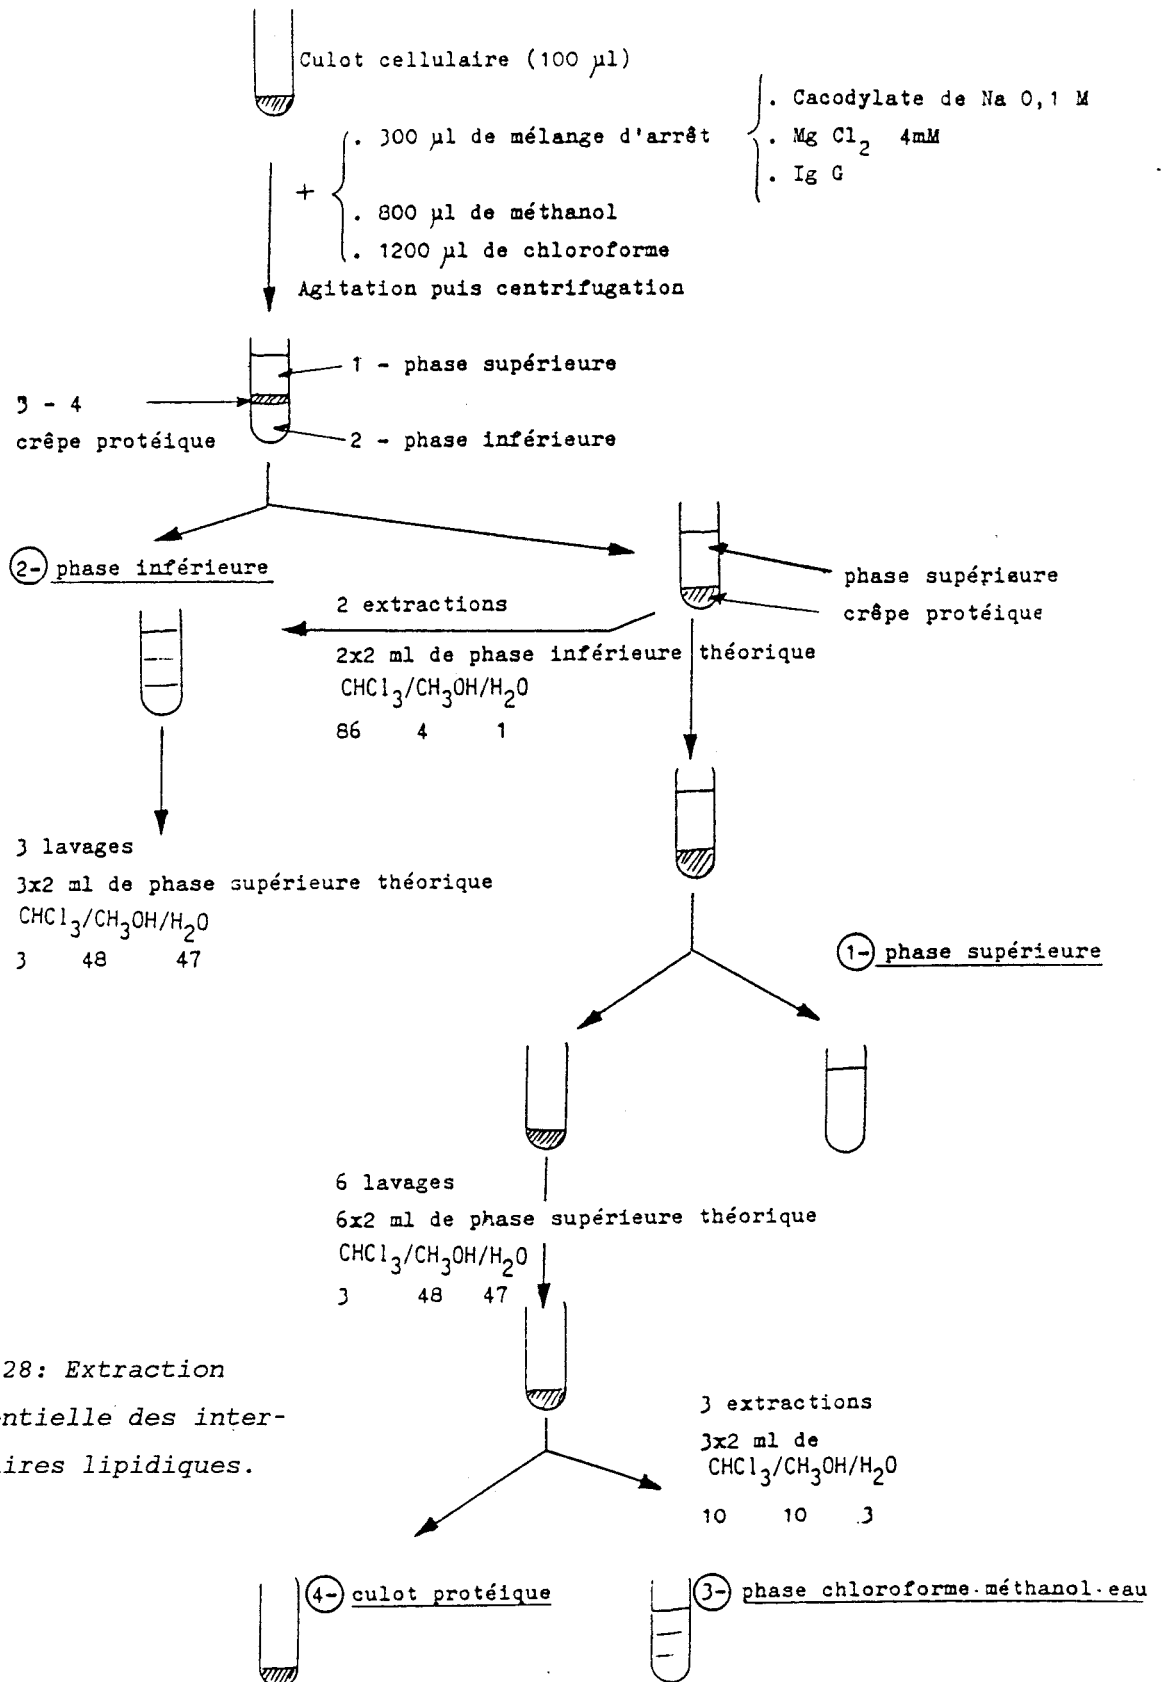 Culot cellulaire (100 µl)
. Cacodylate de Na 0,1 M
. 300 µl de mélange d'arrêt
. Mg Cl2 4mM
. Ig G
+
. 800 µl de méthanol
. 1200 µl de chloroforme
Agitation puis centrifugation
1 - phase supérieure
3 - 4
crêpe protéique
2 - phase inférieure
2- phase inférieure
phase supérieure
crêpe protéique
2 extractions
2x2 ml de phase inférieure théorique
CHCl3/CH3OH/H2O
86 4 1
3 lavages
3x2 ml de phase supérieure théorique
CHCl3/CH3OH/H2O
3 48 47
1- phase supérieure
6 lavages
6x2 ml de phase supérieure théorique
CHCl3/CH3OH/H2O
3 48 47
28: Extraction
entielle des inter-
ires lipidiques.
3 extractions
3x2 ml de
CHCl3/CH3OH/H2O
10 10 3
4- culot protéique
3- phase chloroforme.méthanol.eau